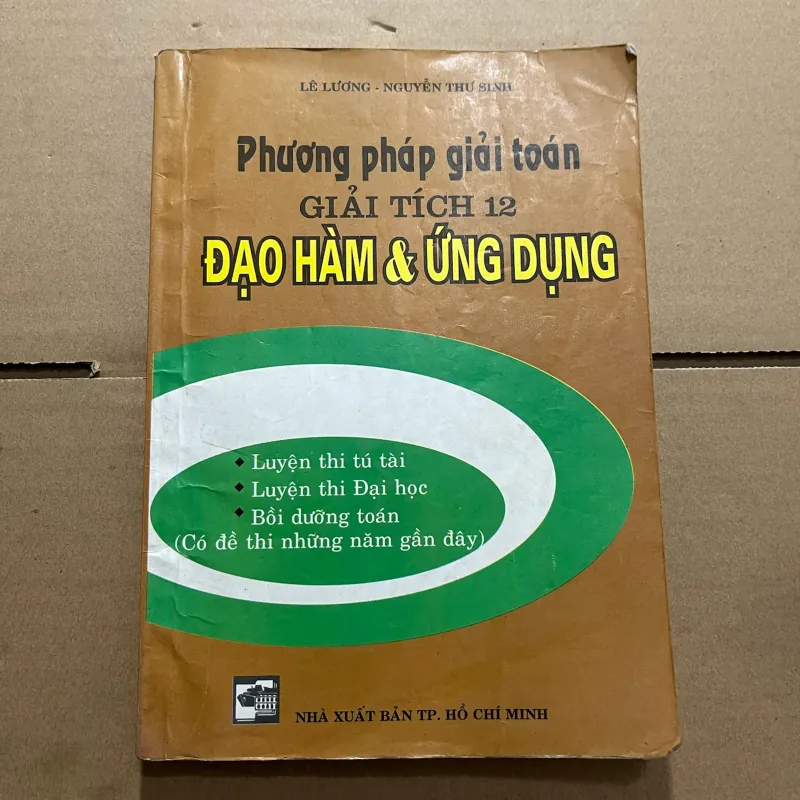 LÊ LƯƠNG - NGUYỄN THƯ SINH
Phương pháp giải toán
GIẢI TÍCH 12
ĐẠO HÀM & ỨNG DỤNG
◆ Luyện thi tú tài
◆ Luyện thi Đại học
◆ Bồi dưỡng toán
(Có đề thi những năm gần đây)
NHÀ XUẤT BẢN TP. HỒ CHÍ MINH